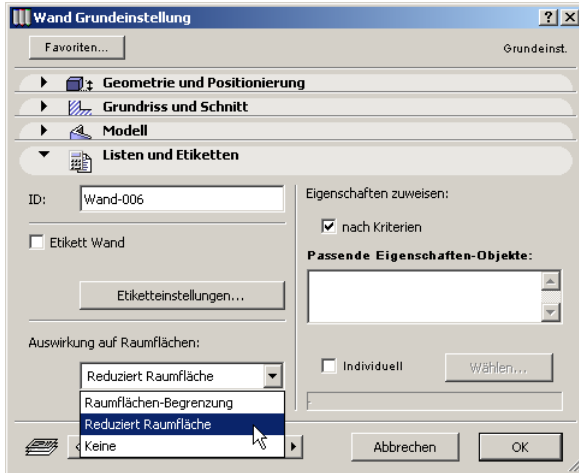 Wand Grundeinstellung
Favoriten...
Grundeinst.
Geometrie und Positionierung
Grundriss und Schnitt
Modell
Listen und Etiketten
ID: Wand-006
Etikett Wand
Etiketteinstellungen...
Auswirkung auf Raumflächen:
Reduziert Raumfläche
Raumflächen-Begrenzung
Reduziert Raumfläche
Keine
Eigenschaften zuweisen:
nach Kriterien
Passende Eigenschaften-Objekte:
Individuell
Wählen...
Abbrechen
OK